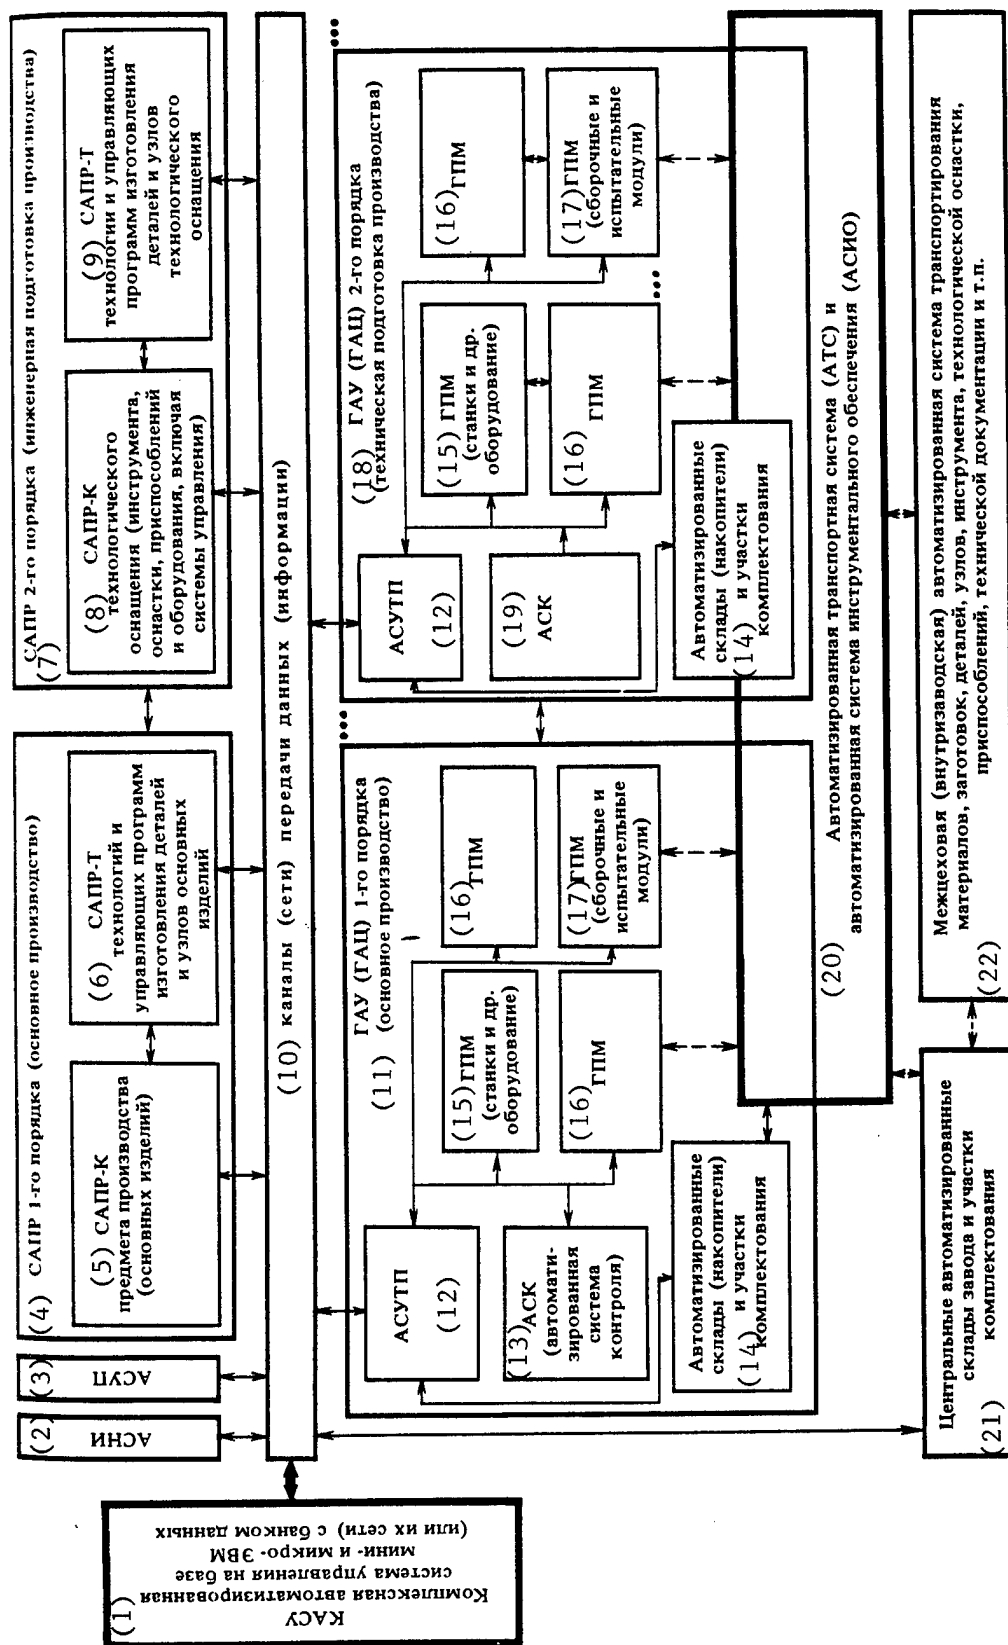 (1)
КАСУ
Комплексная автоматизированная
система управления на базе
мини- и микро- ЭВМ
(или их сети) с банком данных
(2)
АСНИ
(3)
АСУП
(4) САПР 1-го порядка (основное производство)
(5) САПР-К
предмета производства
(основных изделий)
(6) САПР-Т
технологий и
управляющих программ
изготовления деталей
и узлов основных
изделий
САПР 2-го порядка (инженерная подготовка производства)
(7)
(8) САПР-К
технологического
оснащения (инструмента,
оснастки, приспособлений
и оборудования, включая
системы управления)
(9) САПР-Т
технологии и управляющих
программ изготовления
деталей и узлов
технологического
оснащения
(10) каналы (сети) передачи данных (информации)
ГАУ (ГАЦ) 1-го порядка
(11) (основное производство)
АСУТП
(12)
(13) АСК
(автомати-
зированная
система
контроля)
Автоматизированные
склады (накопители)
(14) и участки
комплектования
(15) ГПМ
(станки и др.
оборудование)
(16) ГПМ
(16) ГПМ
(17) ГПМ
(сборочные и
испытательные
модули)
...
(18) ГАУ (ГАЦ) 2-го порядка
(техническая подготовка производства)
АСУТП
(12)
(19)
АСК
Автоматизированные
склады (накопители)
(14) и участки
комплектования
(15) ГПМ
(станки и др.
оборудование)
(16) ГПМ
...
(16) ГПМ
(17) ГПМ
(сборочные и
испытательные
модули)
...
Автоматизированная транспортная система (АТС) и
(20) автоматизированная система инструментального обеспечения (АСИО)
Центральные автоматизированные
склады завода и участки
(21) комплектования
Межцеховая (внутризаводская) автоматизированная система транспортирования
материалов, заготовок, деталей, узлов, инструмента, технологической оснастки,
(22) приспособлений, технической документации и т.п.